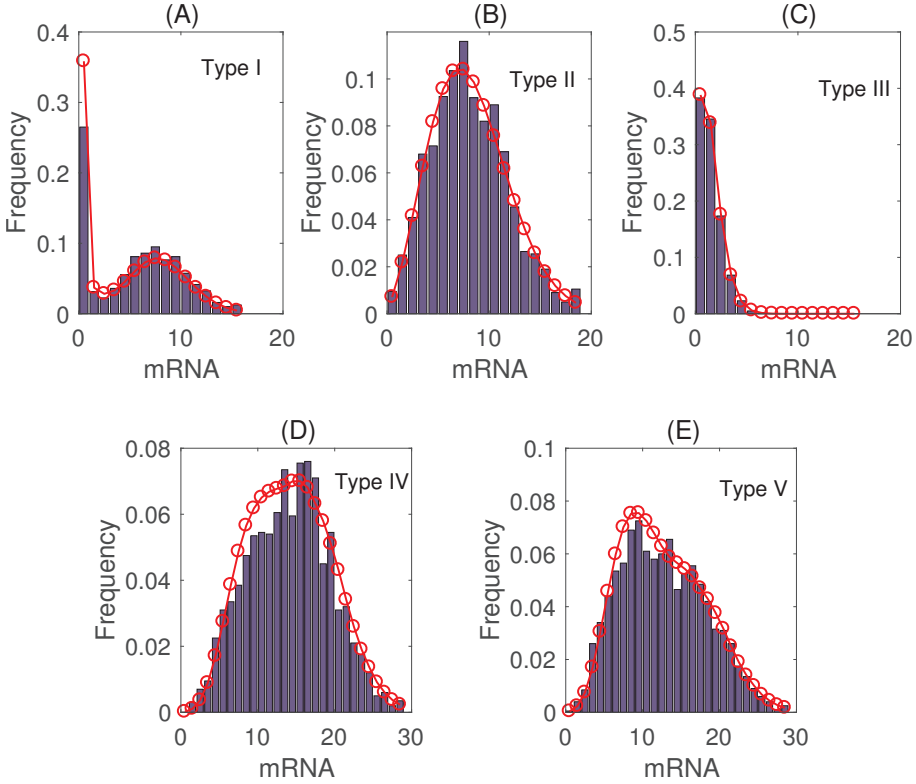 (A)
0.4
0.3
0.2
0.1
0
Frequency
Type I
0 10 20
mRNA
(B)
0.1
0.08
0.06
0.04
0.02
0
Frequency
Type II
0 10 20
mRNA
(C)
0.5
0.4
0.3
0.2
0.1
0
Frequency
Type III
0 10 20
mRNA
(D)
0.08
0.06
0.04
0.02
0
Frequency
Type IV
0 10 20 30
mRNA
(E)
0.1
0.08
0.06
0.04
0.02
0
Frequency
Type V
0 10 20 30
mRNA